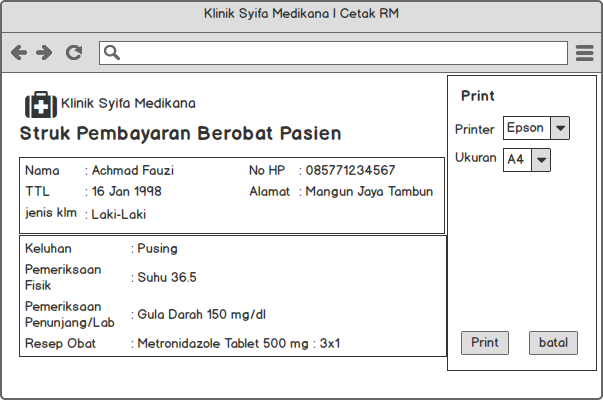 Klinik Syifa Medikana | Cetak RM
Klinik Syifa Medikana
Struk Pembayaran Berobat Pasien
Nama : Achmad Fauzi No HP : 085771234567
TTL : 16 Jan 1998 Alamat : Mangun Jaya Tambun
jenis klm : Laki-Laki
Keluhan : Pusing
Pemeriksaan
Fisik : Suhu 36.5
Pemeriksaan
Penunjang/Lab : Gula Darah 150 mg/dl
Resep Obat : Metronidazole Tablet 500 mg : 3x1
Print
Printer Epson
Ukuran A4
Print batal